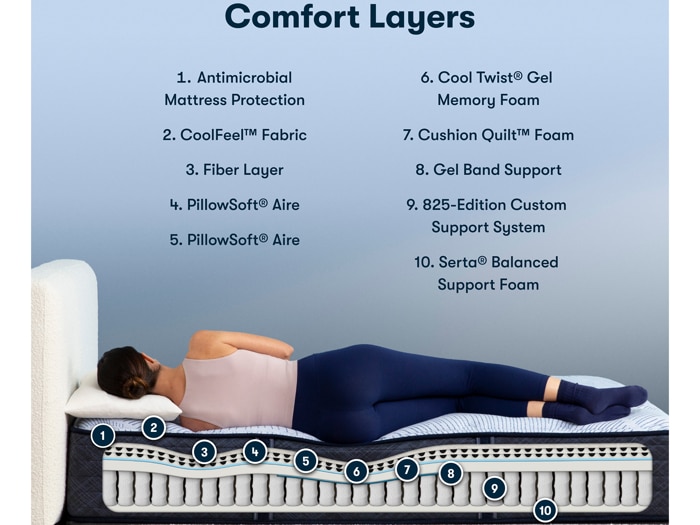 Comfort Layers
1. Antimicrobial
Mattress Protection
2. CoolFeel™ Fabric
3. Fiber Layer
4. PillowSoft® Aire
5. PillowSoft® Aire
6. Cool Twist® Gel
Memory Foam
7. Cushion Quilt™ Foam
8. Gel Band Support
9. 825-Edition Custom
Support System
10. Serta® Balanced
Support Foam
1
2
3
4
5
6
7
8
9
10